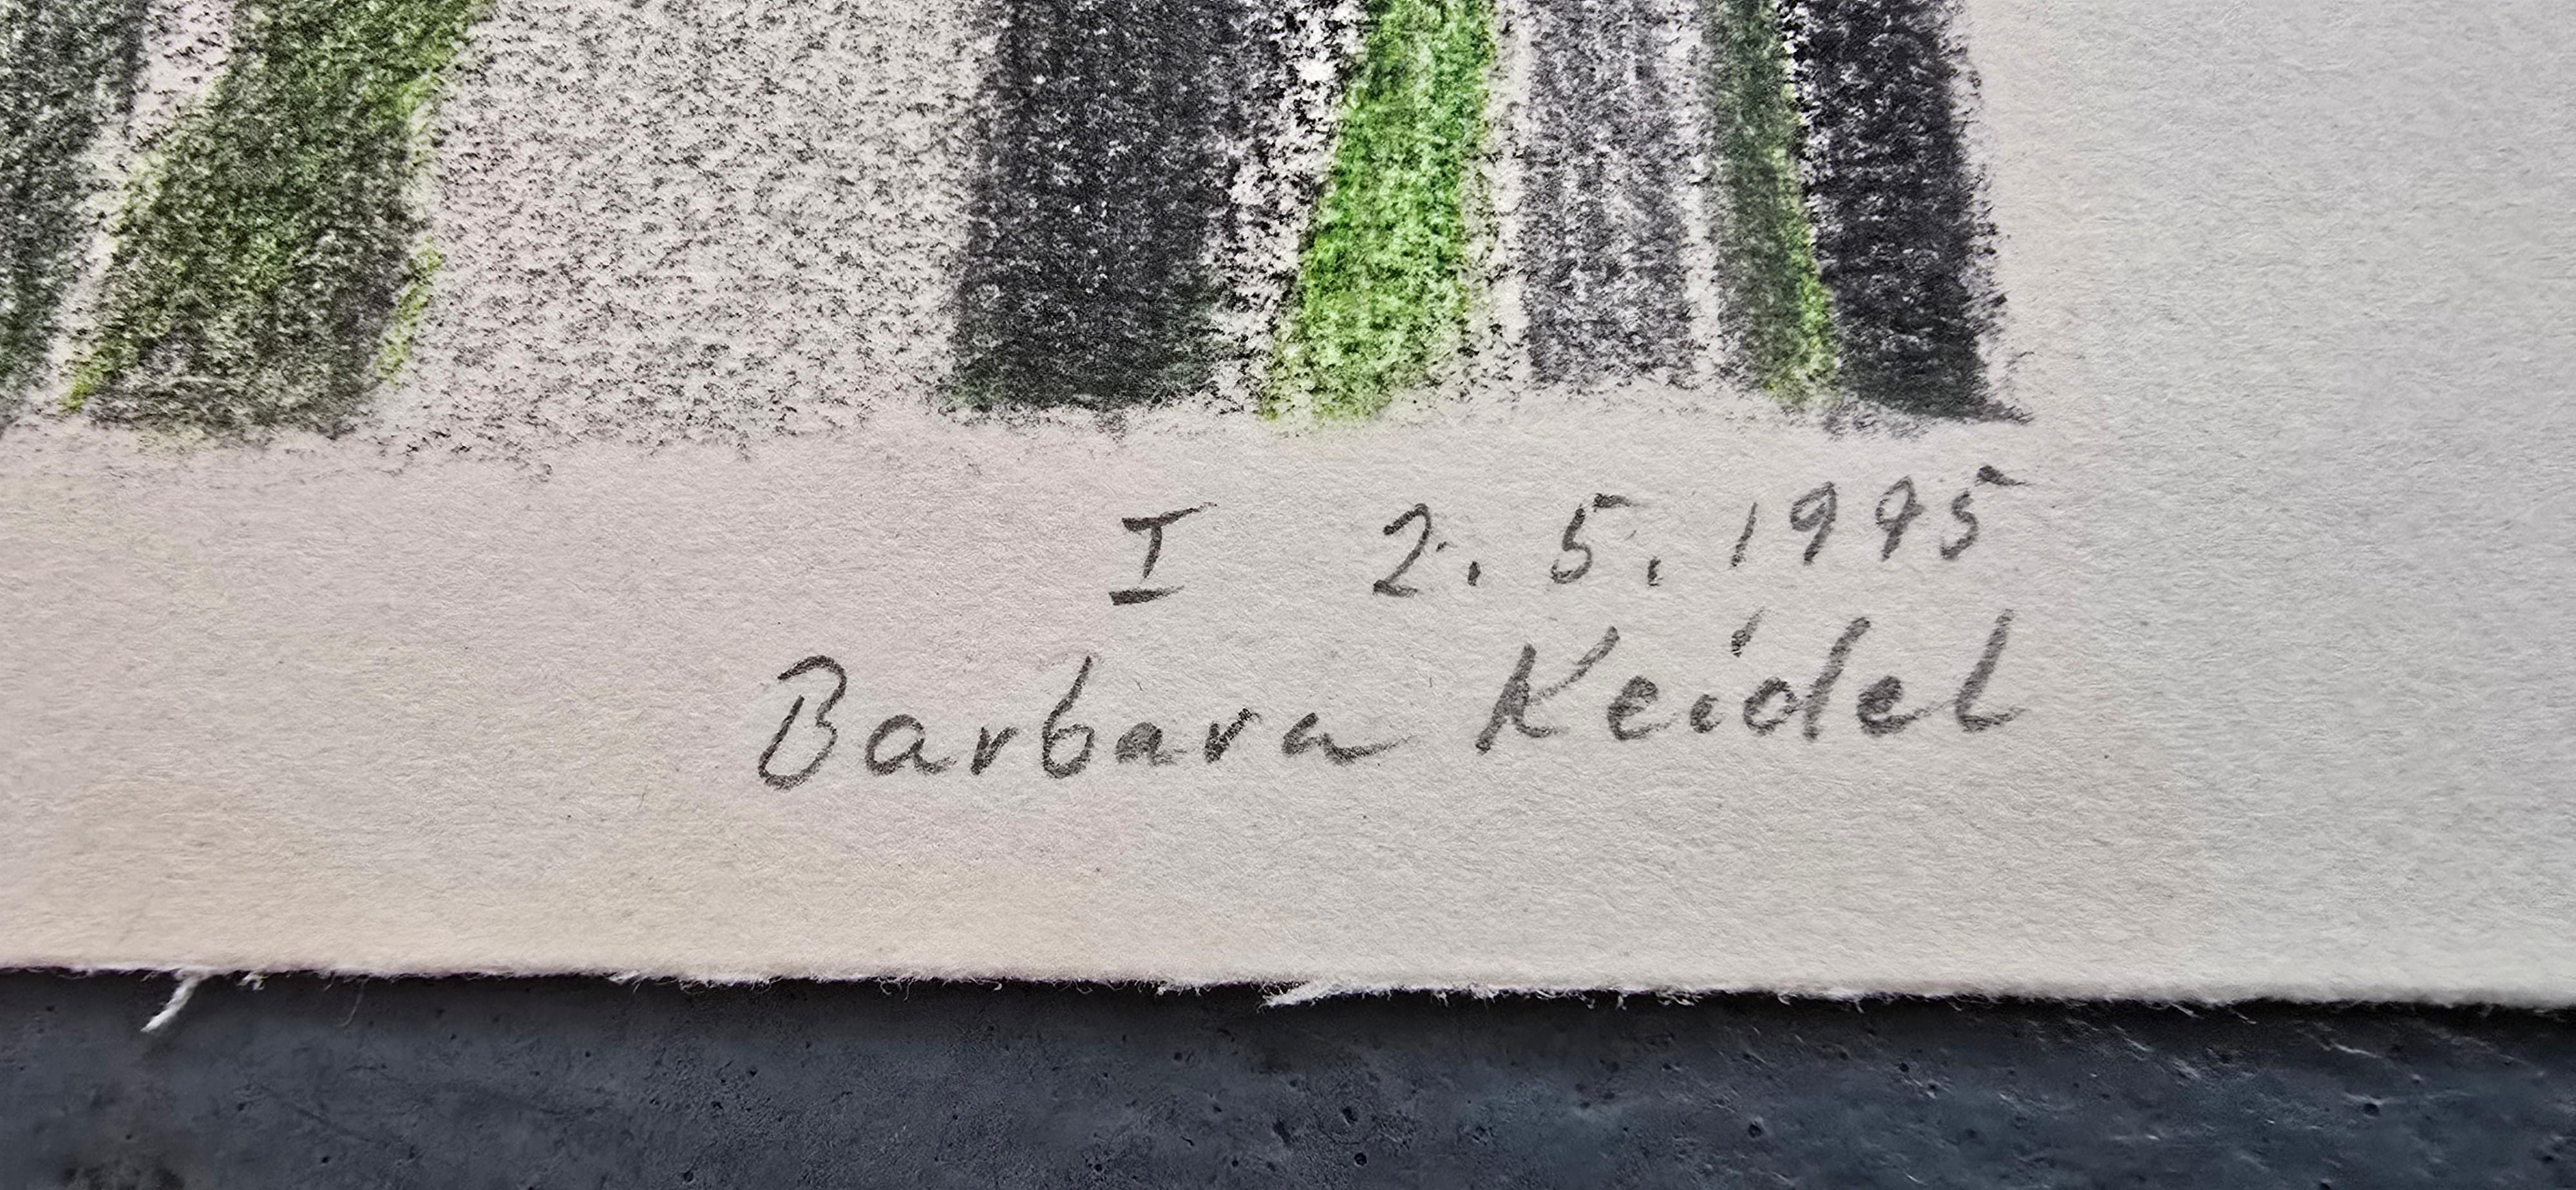 I 2. 5. 1995
Barbara Keidel